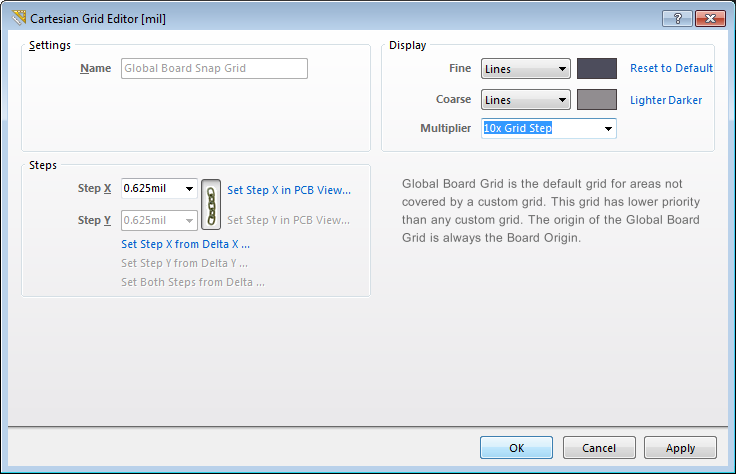 Cartesian Grid Editor [mil]
?
Settings
Name Global Board Snap Grid
Display
Fine Lines Reset to Default
Coarse Lines Lighter Darker
Multiplier 10x Grid Step
Steps
Step X 0.625mil Set Step X in PCB View...
Step Y 0.625mil Set Step Y in PCB View...
Set Step X from Delta X ...
Set Step Y from Delta Y ...
Set Both Steps from Delta ...
Global Board Grid is the default grid for areas not
covered by a custom grid. This grid has lower priority
than any custom grid. The origin of the Global Board
Grid is always the Board Origin.
OK Cancel Apply